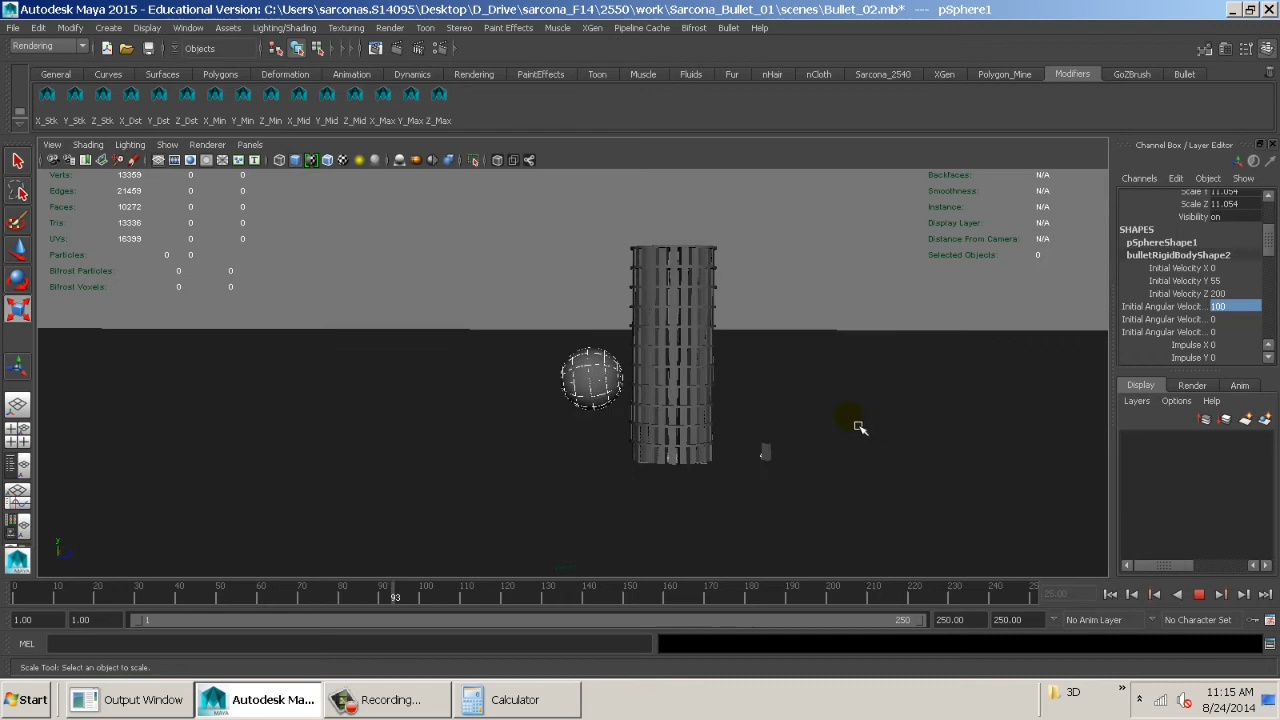 Autodesk Maya 2015 - Educational Version: C:\Users\sarconas.S14095\Desktop\D_Drive\sarcona_F14\2550\work\Sarcona_Bullet_01\scenes\Bullet_02.mb*  ---  pSphere1
File Edit Modify Create Display Window Assets Lighting/Shading Texturing Render Toon Stereo Paint Effects Muscle XGen Pipeline Cache Bifrost Bullet Help
Rendering Objects
General Curves Surfaces Polygons Deformation Animation Dynamics Rendering PaintEffects Toon Muscle Fluids Fur nHair nCloth Sarcona_2540 XGen Polygon_Mine Modifiers GoZBrush Bullet
X_Stk Y_Stk Z_Stk X_Dst Y_Dst Z_Dst X_Min Y_Min Z_Min X_Mid Y_Mid Z_Mid X_Max Y_Max Z_Max
View Shading Lighting Show Renderer Panels
Channel Box / Layer Editor
Channels Edit Object Show
Verts: 13359 0 0
Edges: 21459 0 0
Faces: 10272 0 0
Tris: 13336 0 0
UVs: 16399 0 0
Particles: 0 0
Bifrost Particles: 0 0
Bifrost Voxels: 0 0
Backfaces: N/A
Smoothness: N/A
Instance: N/A
Display Layer: N/A
Distance From Camera: N/A
Selected Objects: 0
Scale Y 11.054
Scale Z 11.054
Visibility on
SHAPES
pSphereShape1
bulletRigidBodyShape2
Initial Velocity X 0
Initial Velocity Y 55
Initial Velocity Z 200
Initial Angular Velocit... 100
Initial Angular Velocit... 0
Initial Angular Velocit... 0
Impulse X 0
Impulse Y 0
Display Render Anim
Layers Options Help
y
0 10 20 30 40 50 60 70 80 90 100 110 120 130 140 150 160 170 180 190 200 210 220 230 240 25
93
25.00
1.00 1.00 1 250 250.00 250.00 No Anim Layer No Character Set
MEL
Scale Tool: Select an object to scale.
Start Output Window Autodesk Ma... Recording... Calculator 3D
11:15 AM
8/24/2014